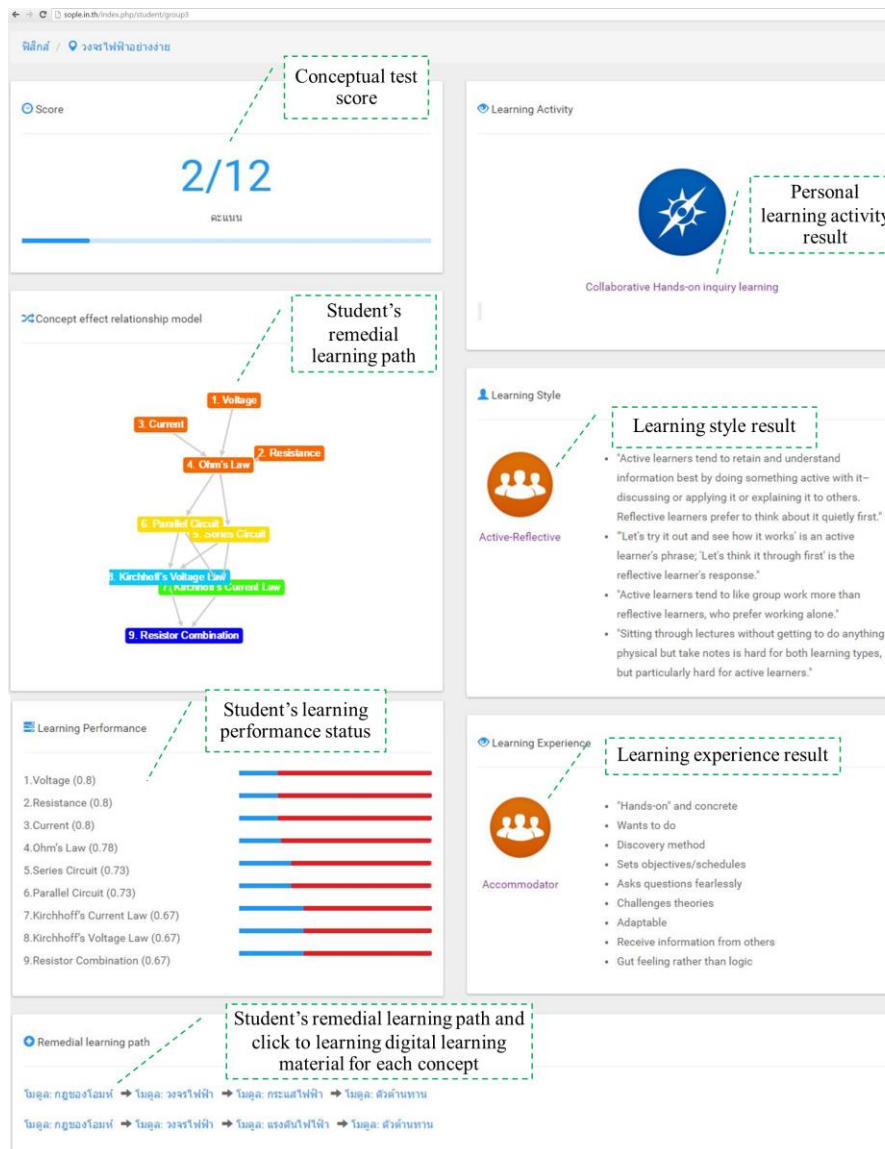 sople.in.th/index.php/student/group3
ฟิสิกส์ / วงจรไฟฟ้าอย่างง่าย
Conceptual test
score
Score
2/12
คะแนน
Learning Activity
Personal
learning activity
result
Collaborative Hands-on inquiry learning
Concept effect relationship model
Student's
remedial
learning path
1. Voltage
3. Current
2. Resistance
4. Ohm's Law
6. Parallel Circuit
5. Series Circuit
8. Kirchhoff's Voltage Law
7. Kirchhoff's Current Law
9. Resistor Combination
Learning Style
Learning style result
Active-Reflective
• "Active learners tend to retain and understand
information best by doing something active with it–
discussing or applying it or explaining it to others.
Reflective learners prefer to think about it quietly first."
• "'Let's try it out and see how it works' is an active
learner's phrase; 'Let's think it through first' is the
reflective learner's response."
• "Active learners tend to like group work more than
reflective learners, who prefer working alone."
• "Sitting through lectures without getting to do anything
physical but take notes is hard for both learning types,
but particularly hard for active learners."
Learning Performance
Student's learning
performance status
1.Voltage (0.8)
2.Resistance (0.8)
3.Current (0.8)
4.Ohm's Law (0.78)
5.Series Circuit (0.73)
6.Parallel Circuit (0.73)
7.Kirchhoff's Current Law (0.67)
8.Kirchhoff's Voltage Law (0.67)
9.Resistor Combination (0.67)
Learning Experience
Learning experience result
Accommodator
• "Hands-on" and concrete
• Wants to do
• Discovery method
• Sets objectives/schedules
• Asks questions fearlessly
• Challenges theories
• Adaptable
• Receive information from others
• Gut feeling rather than logic
Remedial learning path
Student's remedial learning path and
click to learning digital learning
material for each concept
โมดูล: กฎของโอมห์ ➔ โมดูล: วงจรไฟฟ้า ➔ โมดูล: กระแสไฟฟ้า ➔ โมดูล: ตัวต้านทาน
โมดูล: กฎของโอมห์ ➔ โมดูล: วงจรไฟฟ้า ➔ โมดูล: แรงดันไฟไฟ้า ➔ โมดูล: ตัวต้านทาน